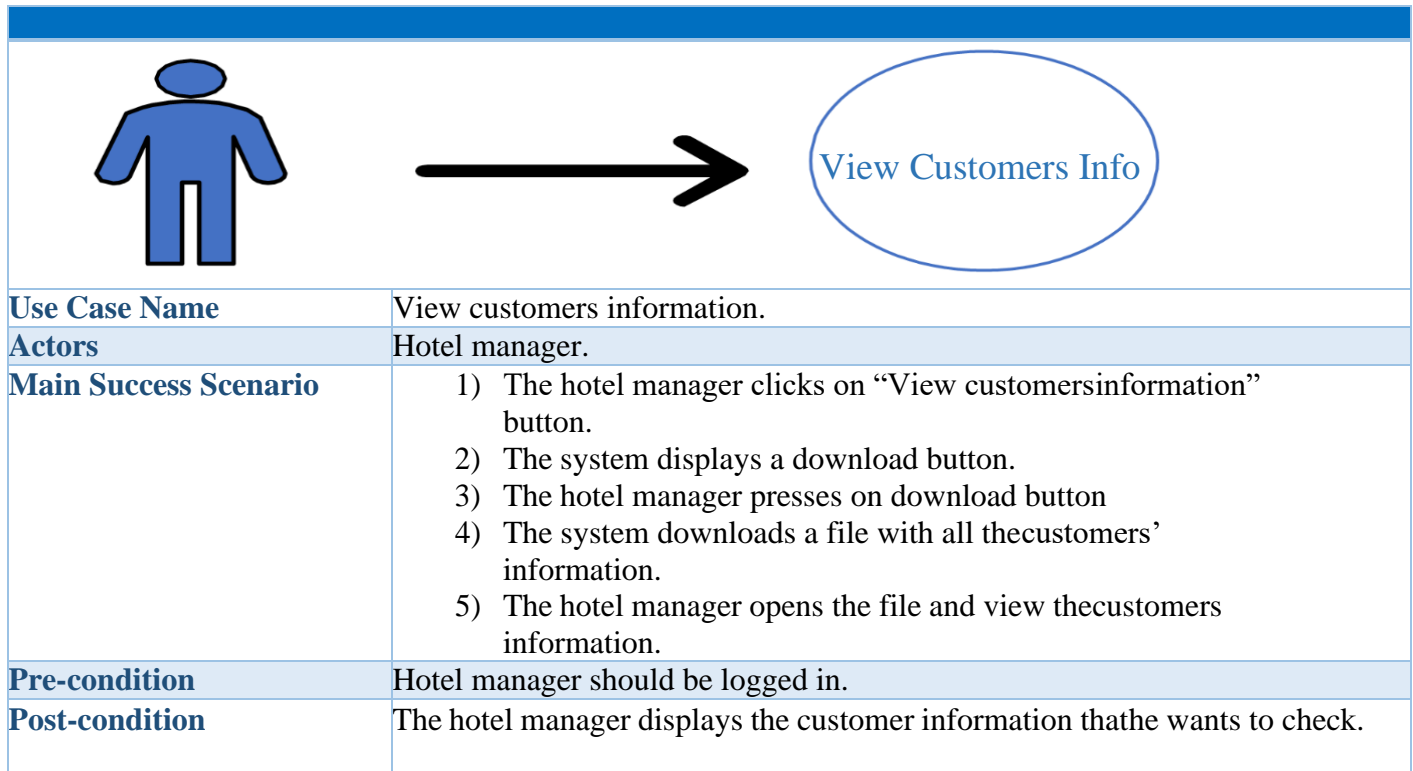 View Customers Info
Use Case Name View customers information.
Actors Hotel manager.
Main Success Scenario 1) The hotel manager clicks on “View customersinformation”
button.
2) The system displays a download button.
3) The hotel manager presses on download button
4) The system downloads a file with all thecustomers’
information.
5) The hotel manager opens the file and view thecustomers
information.
Pre-condition Hotel manager should be logged in.
Post-condition The hotel manager displays the customer information thathe wants to check.